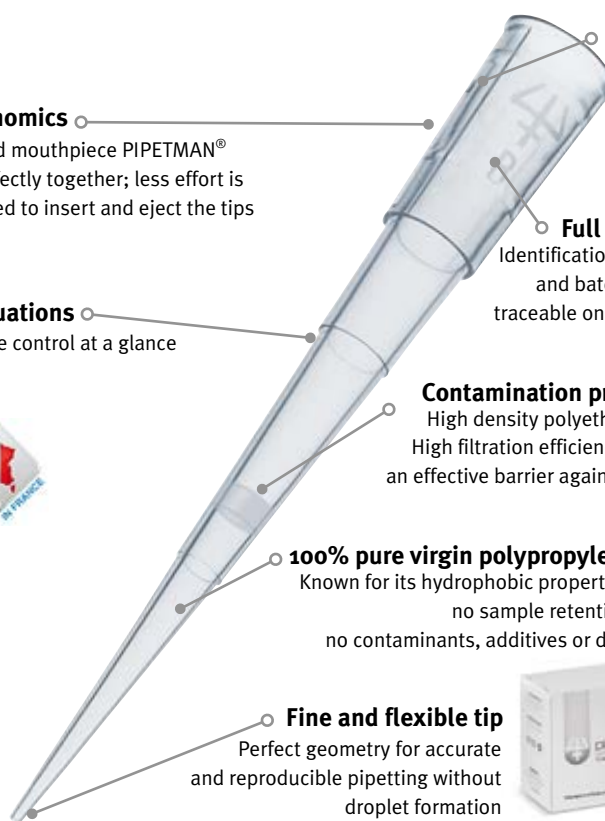 nomics
d mouthpiece PIPETMAN®
fectly together; less effort is
ed to insert and eject the tips
Full
Identificatio
and bat
traceable on
uations
e control at a glance
Contamination pr
High density polyeth
High filtration efficien
an effective barrier again
IN FRANCE
100% pure virgin polypropyle
Known for its hydrophobic propert
no sample retenti
no contaminants, additives or d
Fine and flexible tip
Perfect geometry for accurate
and reproducible pipetting without
droplet formation